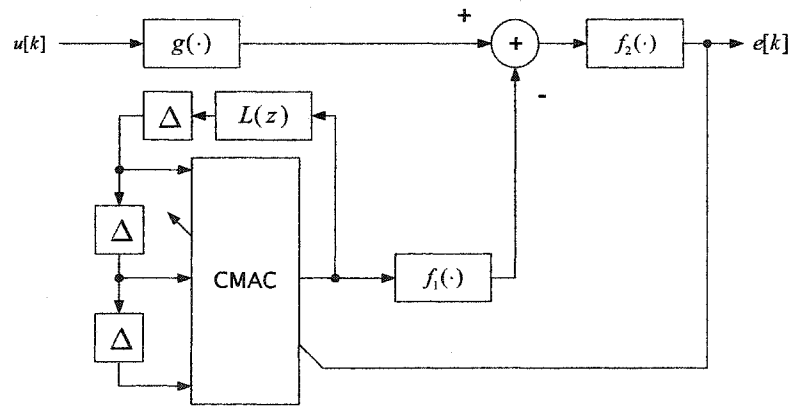 +
u[k] g(·) + f₂(·) e[k]
-
Δ L(z)
Δ
CMAC f₁(·)
Δ